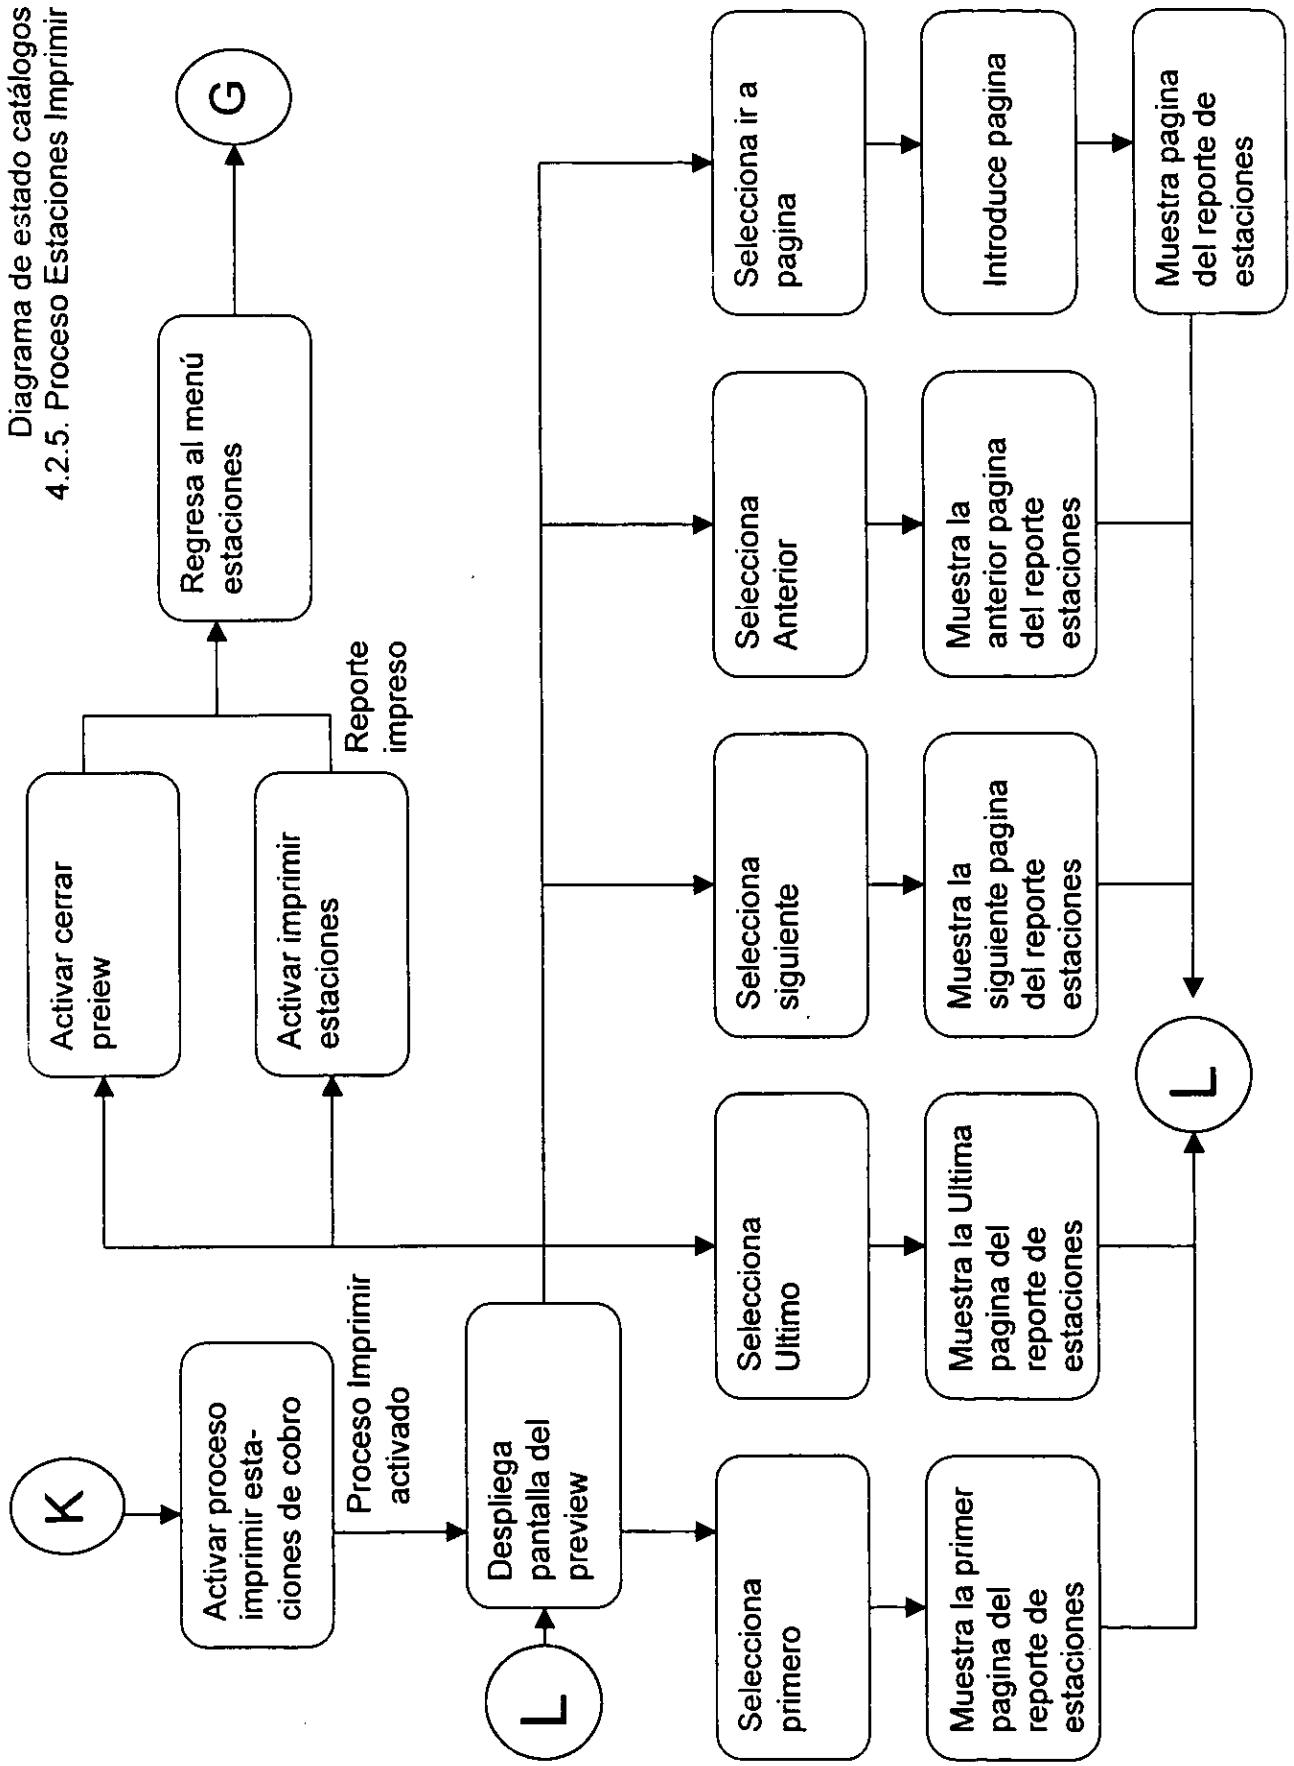 Diagrama de estado catálogos
4.2.5. Proceso Estaciones Imprimir
K
Activar proceso
imprimir esta-
ciones de cobro
Proceso Imprimir
activado
L
Despliega
pantalla del
preview
Activar cerrar
preiew
Activar imprimir
estaciones
Reporte
impreso
Regresa al menú
estaciones
G
Selecciona
primero
Muestra la primer
pagina del
reporte de
estaciones
Selecciona
Ultimo
Muestra la Ultima
pagina del
reporte de
estaciones
Selecciona
siguiente
Muestra la
siguiente pagina
del reporte
estaciones
Selecciona
Anterior
Muestra la
anterior pagina
del reporte
estaciones
Selecciona ir a
pagina
Introduce pagina
Muestra pagina
del reporte de
estaciones
L